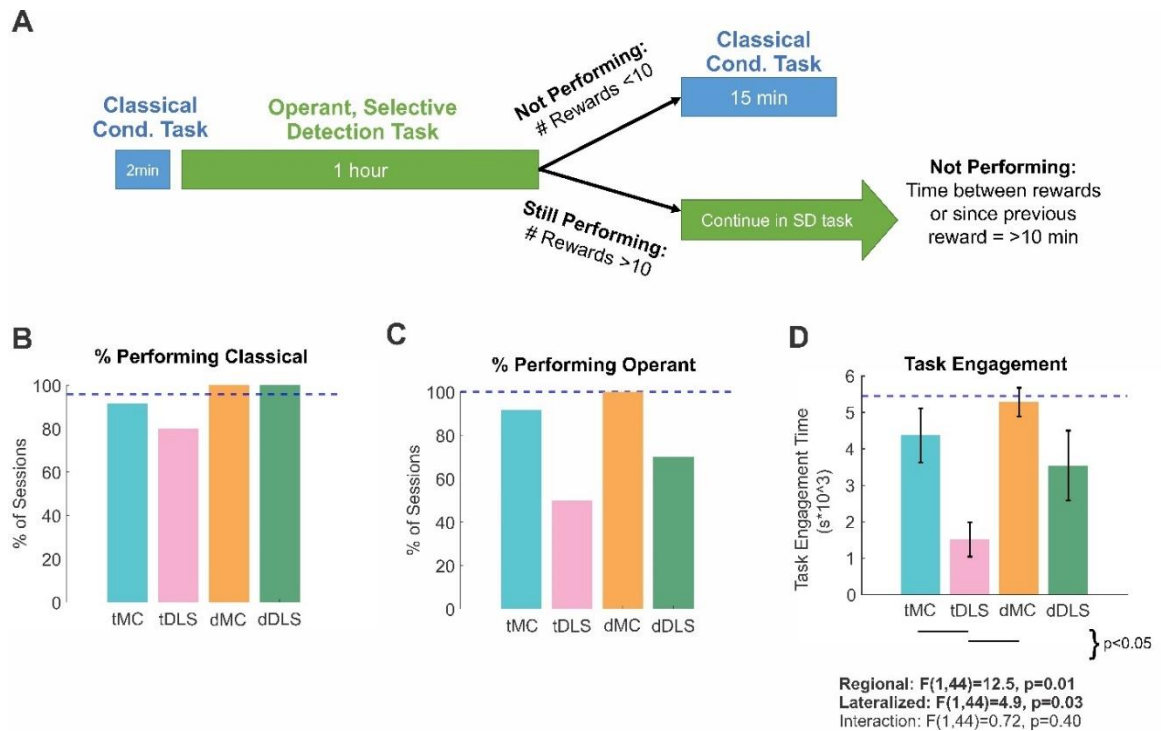 A
Classical
Cond. Task
2min
Operant, Selective
Detection Task
1 hour
Not Performing:
# Rewards <10
Classical
Cond. Task
15 min
Still Performing:
# Rewards >10
Continue in SD task
Not Performing:
Time between rewards
or since previous
reward = >10 min
B
% Performing Classical
% of Sessions
100
80
60
40
20
0
tMC tDLS dMC dDLS
C
% Performing Operant
% of Sessions
100
80
60
40
20
0
tMC tDLS dMC dDLS
D
Task Engagement
Task Engagement Time
(s*10^3)
6
5
4
3
2
1
0
tMC tDLS dMC dDLS
} p<0.05
Regional: F(1,44)=12.5, p=0.01
Lateralized: F(1,44)=4.9, p=0.03
Interaction: F(1,44)=0.72, p=0.40